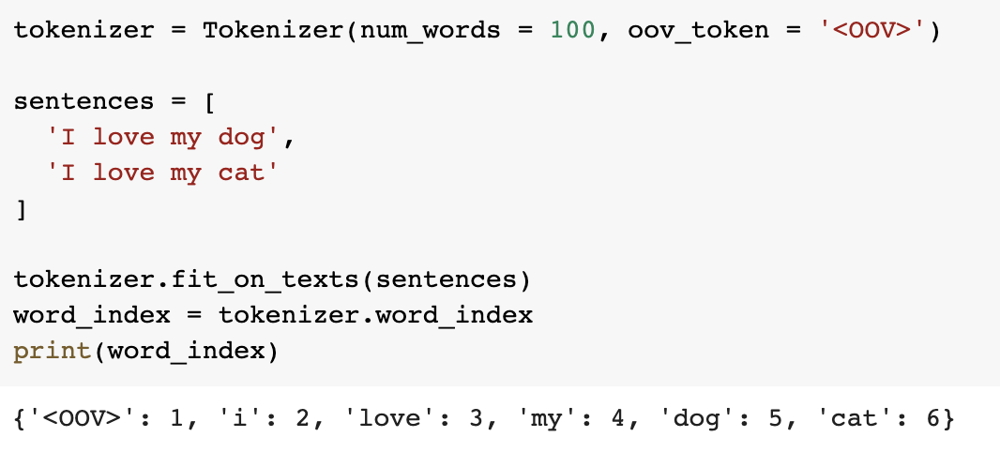 tokenizer = Tokenizer(num_words = 100, oov_token = '<OOV>')
sentences = [
'I love my dog',
'I love my cat'
]
tokenizer.fit_on_texts(sentences)
word_index = tokenizer.word_index
print(word_index)
{'<OOV>': 1, 'i': 2, 'love': 3, 'my': 4, 'dog': 5, 'cat': 6}